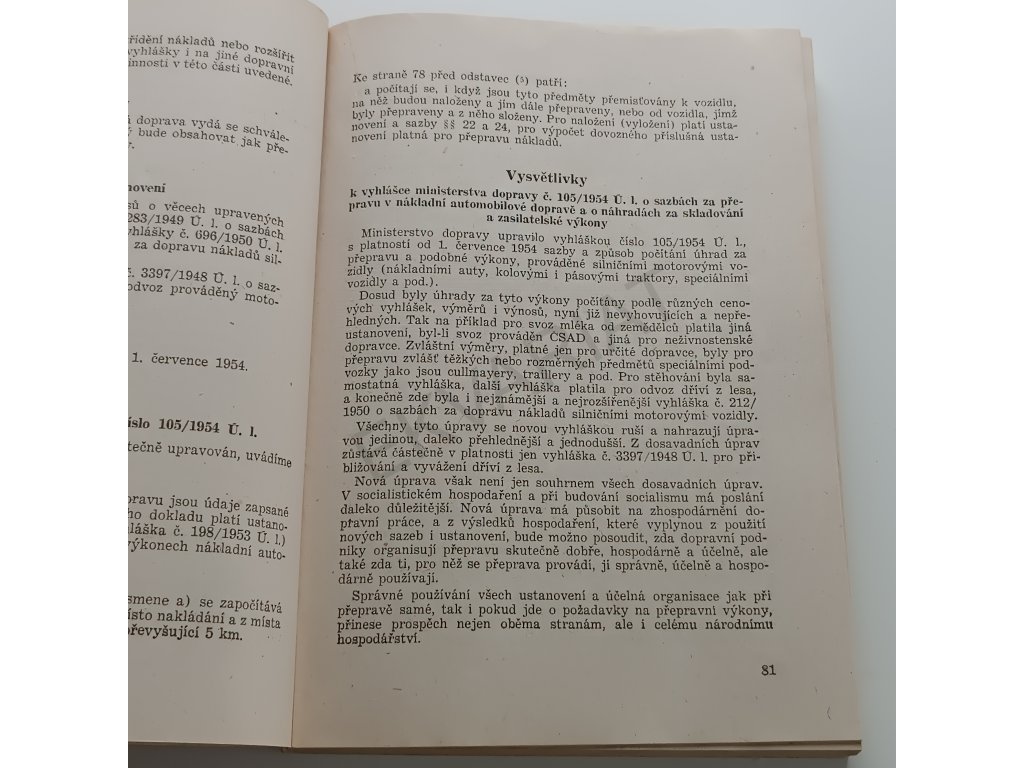 řídění nákladů nebo rozšířit
vyhlášky i na jiné dopravní
innosti v této části uvedené.
á doprava vydá se schvále-
ý bude obsahovat jak pře-
y.
novení
sů o věcech upravených
283/1949 Ú. l. o sazbách
vyhlášky č. 696/1950 Ú. l.
za dopravu nákladů sil-
č. 3397/1948 Ú. l. o saz-
odvoz prováděný moto-
1. července 1954.
íslo 105/1954 Ú. l.
tečně upravován, uvádíme
pravu jsou údaje zapsané
ho dokladu platí ustano-
láška č. 198/1953 Ú. l.)
výkonech nákladní auto-
smene a) se započítává
ísto nakládání a z místa
převyšující 5 km.
Ke straně 78 před odstavec (5) patří:
a počítají se, i když jsou tyto předměty přemisťovány k vozidlu,
na něž budou naloženy a jím dále přepraveny, nebo od vozidla, jímž
byly přepraveny a z něho složeny. Pro naložení (vyložení) platí usta-
novení a sazby §§ 22 a 24, pro výpočet dovozného příslušná usta-
novení platná pro přepravu nákladů.
Vysvětlivky
k vyhlášce ministerstva dopravy č. 105/1954 Ú. l. o sazbách za pře-
pravu v nákladní automobilové dopravě a o náhradách za skladování
a zasilatelské výkony
Ministerstvo dopravy upravilo vyhláškou číslo 105/1954 Ú. l.,
s platností od 1. července 1954 sazby a způsob počítání úhrad za
přepravu a podobné výkony, prováděné silničními motorovými vo-
zidly (nákladními auty, kolovými i pásovými traktory, speciálními
vozidly a pod.).
Dosud byly úhrady za tyto výkony počítány podle různých ceno-
vých vyhlášek, výměrů i výnosů, nyní již nevyhovujících a nepře-
hledných. Tak na příklad pro svoz mléka od zemědělců platila jiná
ustanovení, byl-li svoz prováděn ČSAD a jiná pro neživnostenské
dopravce. Zvláštní výměry, platné jen pro určité dopravce, byly pro
přepravu zvlášť těžkých nebo rozměrných předmětů speciálními pod-
vozky jako jsou cullmayery, traillery a pod. Pro stěhování byla sa-
mostatná vyhláška, další vyhláška platila pro odvoz dříví z lesa,
a konečně zde byla i nejznámější a nejrozšířenější vyhláška č. 212/
1950 o sazbách za dopravu nákladů silničními motorovými vozidly.
Všechny tyto úpravy se novou vyhláškou ruší a nahrazují úpra-
vou jedinou, daleko přehlednější a jednodušší. Z dosavadních úprav
zůstává částečně v platnosti jen vyhláška č. 3397/1948 Ú. l. pro při-
bližování a vyvážení dříví z lesa.
Nová úprava však není jen souhrnem všech dosavadních úprav.
V socialistickém hospodaření a při budování socialismu má poslání
daleko důležitější. Nová úprava má působit na zhospodárnění do-
pravní práce, a z výsledků hospodaření, které vyplynou z použití
nových sazeb i ustanovení, bude možno posoudit, zda dopravní pod-
niky organisují přepravu skutečně dobře, hospodárně a účelně, ale
také zda ti, pro něž se přeprava provádí, ji správně, účelně a hospo-
dárně používají.
Správné používání všech ustanovení a účelná organisace jak při
přepravě samé, tak i pokud jde o požadavky na přepravní výkony,
přinese prospěch nejen oběma stranám, ale i celému národnímu
hospodářství.
81